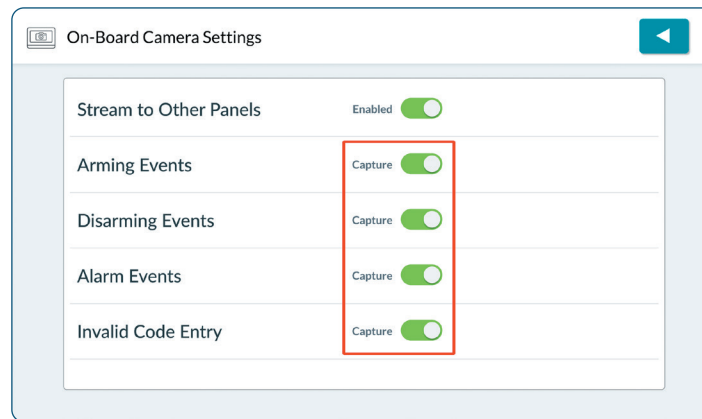 On-Board Camera Settings
Stream to Other Panels Enabled
Arming Events Capture
Disarming Events Capture
Alarm Events Capture
Invalid Code Entry Capture